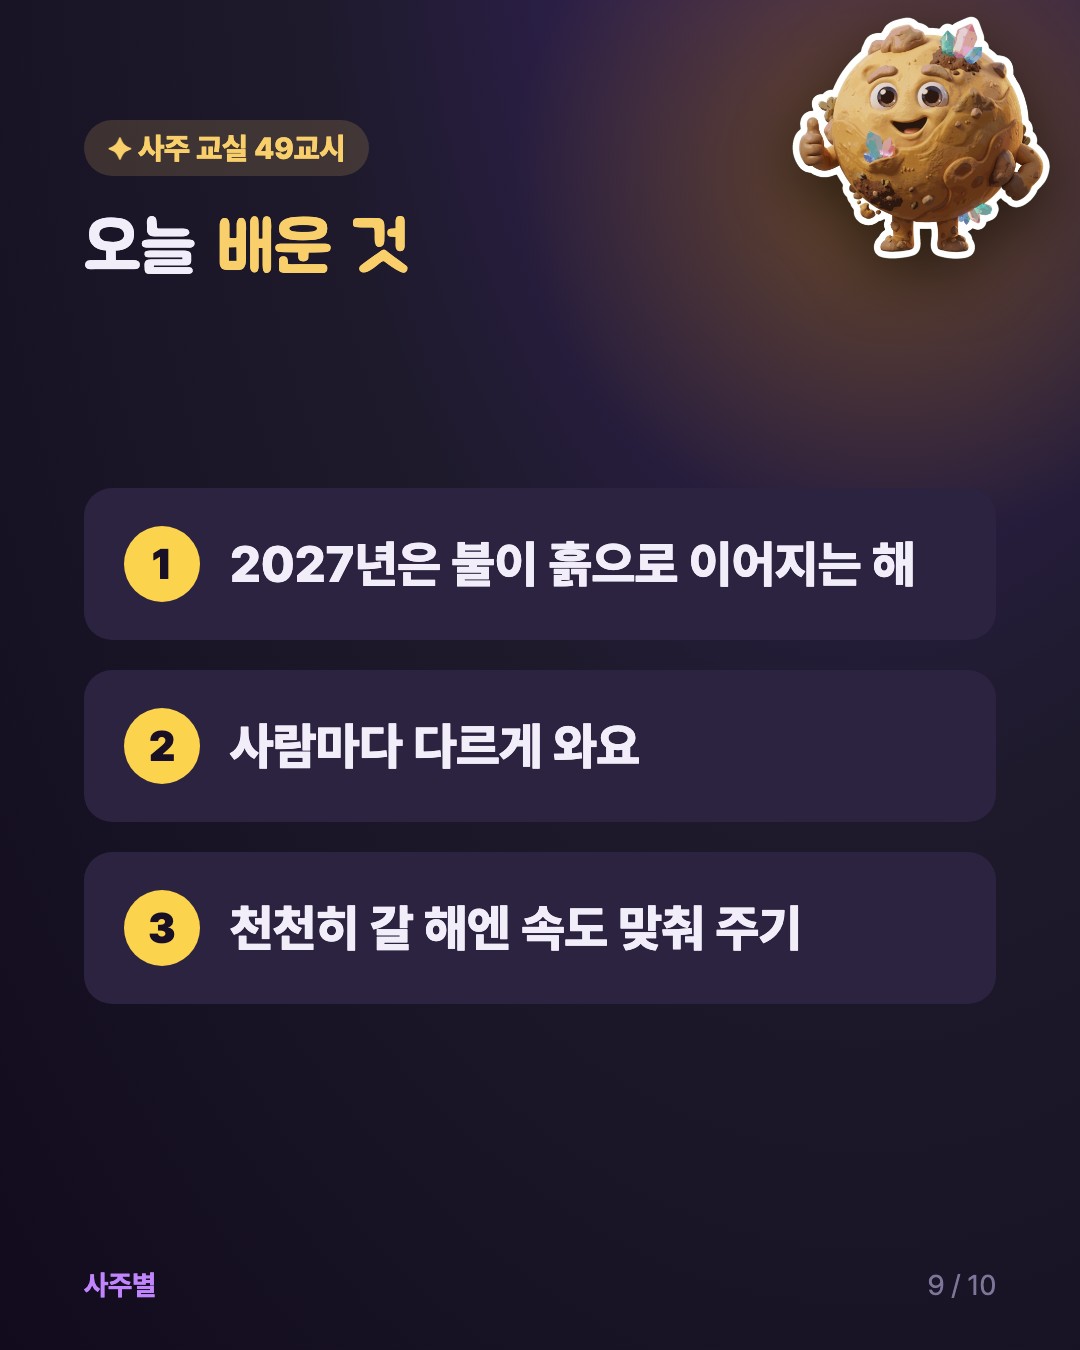 ✦ 사주 교실 49교시
오늘 배운 것
1 2027년은 불이 흙으로 이어지는 해
2 사람마다 다르게 와요
3 천천히 갈 해엔 속도 맞춰 주기
사주별
9 / 10